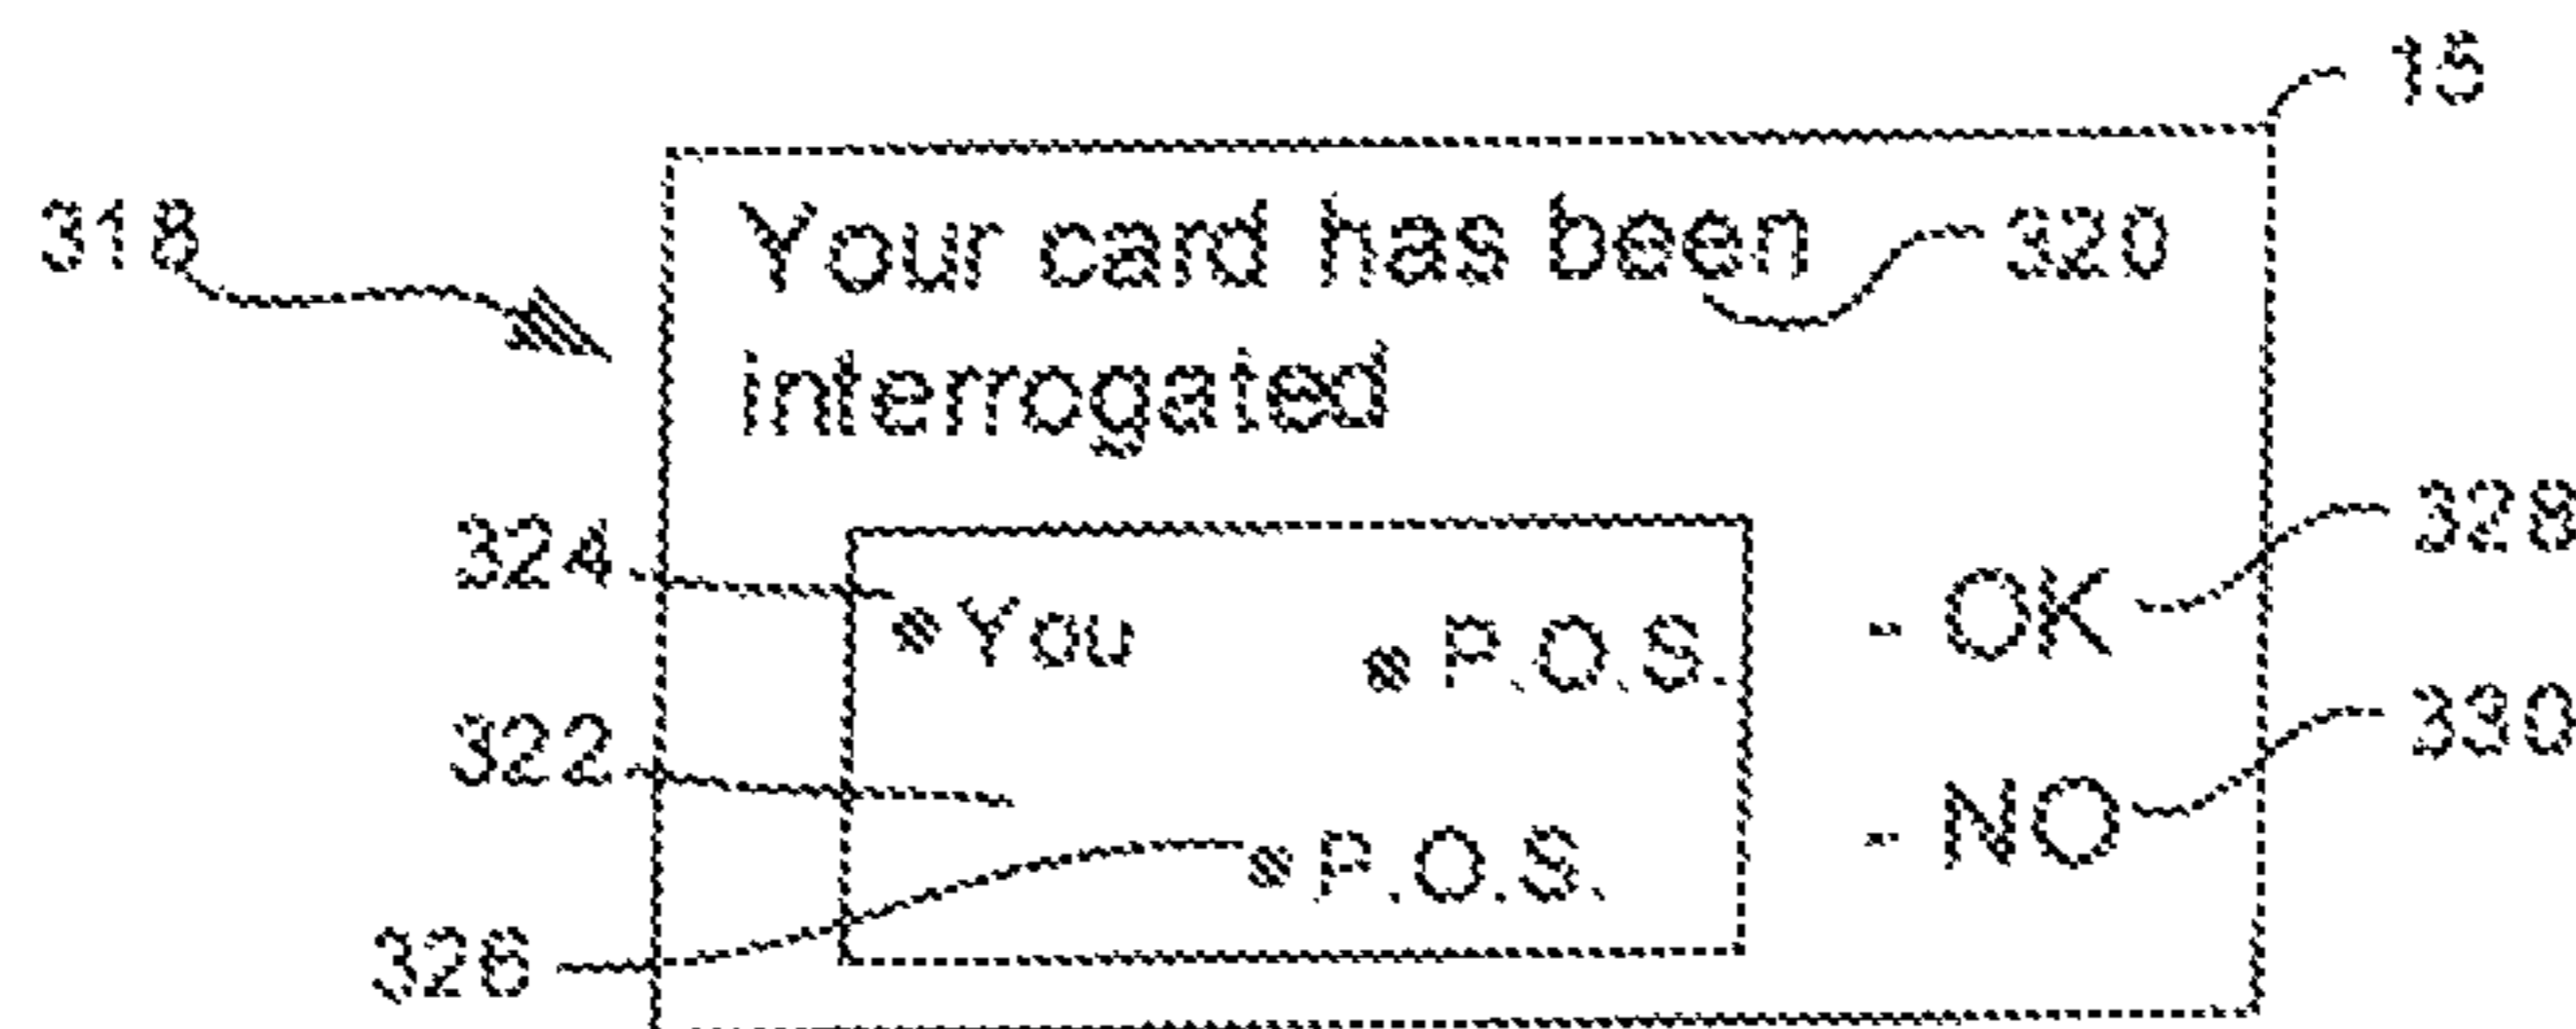 15
318
Your card has been
320
interrogated
324
328
You
P.O.S.
- OK
322
330
P.O.S.
- NO
326